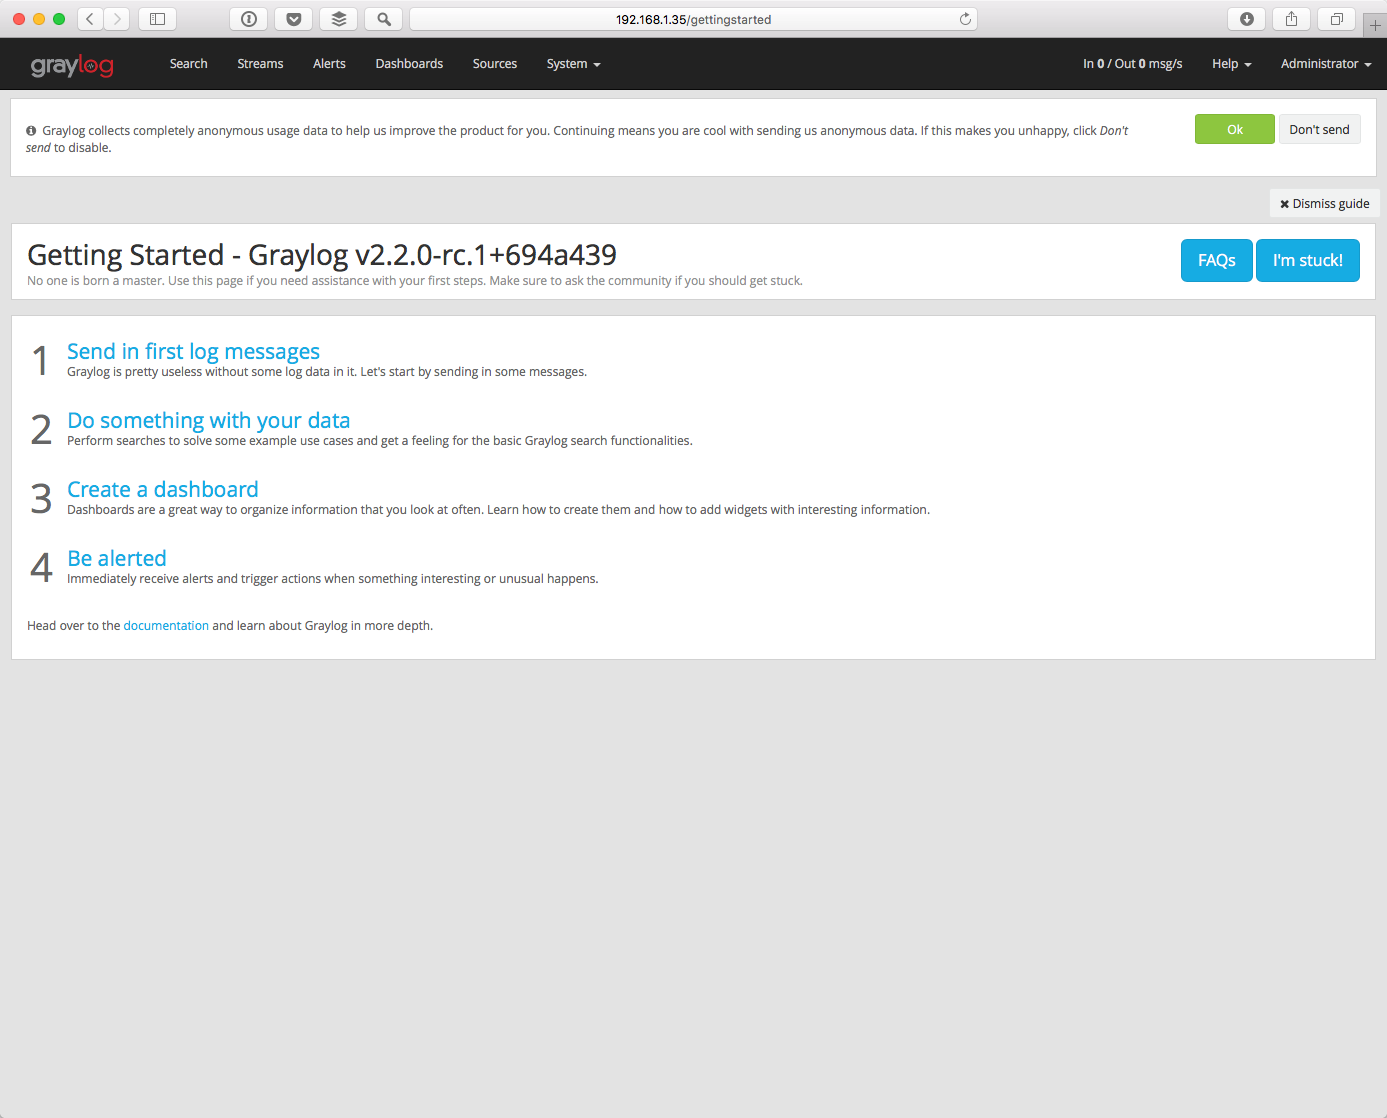 192.168.1.35/gettingstarted
graylog Search Streams Alerts Dashboards Sources System In 0 / Out 0 msg/s Help Administrator
Graylog collects completely anonymous usage data to help us improve the product for you. Continuing means you are cool with sending us anonymous data. If this makes you unhappy, click Don't
send to disable.
Ok Don't send
Dismiss guide
Getting Started - Graylog v2.2.0-rc.1+694a439
No one is born a master. Use this page if you need assistance with your first steps. Make sure to ask the community if you should get stuck.
FAQs I'm stuck!
1 Send in first log messages
Graylog is pretty useless without some log data in it. Let's start by sending in some messages.
2 Do something with your data
Perform searches to solve some example use cases and get a feeling for the basic Graylog search functionalities.
3 Create a dashboard
Dashboards are a great way to organize information that you look at often. Learn how to create them and how to add widgets with interesting information.
4 Be alerted
Immediately receive alerts and trigger actions when something interesting or unusual happens.
Head over to the documentation and learn about Graylog in more depth.